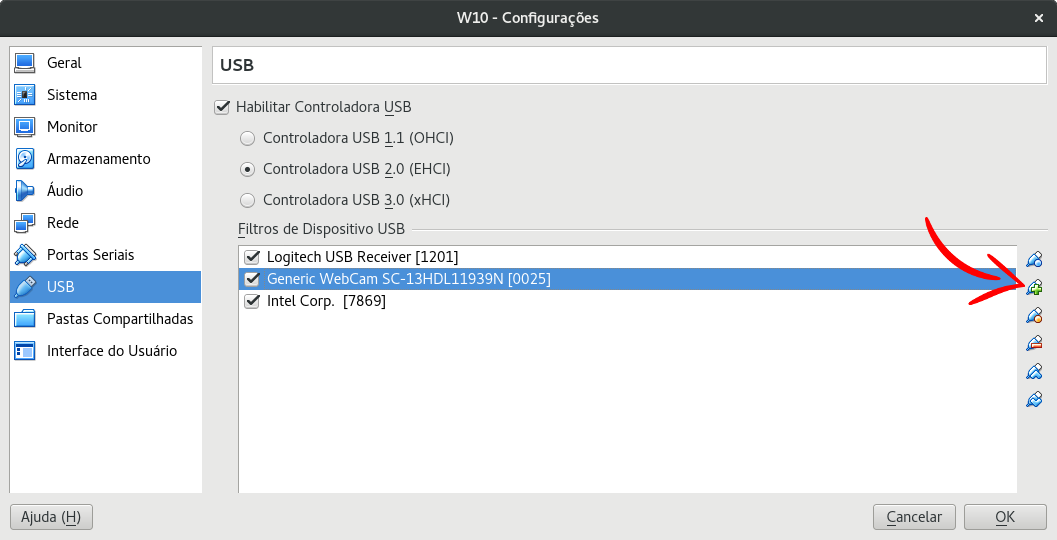 W10 - Configurações
Geral
Sistema
Monitor
Armazenamento
Áudio
Rede
Portas Seriais
USB
Pastas Compartilhadas
Interface do Usuário
USB
Habilitar Controladora USB
Controladora USB 1.1 (OHCI)
Controladora USB 2.0 (EHCI)
Controladora USB 3.0 (xHCI)
Filtros de Dispositivo USB
Logitech USB Receiver [1201]
Generic WebCam SC-13HDL11939N [0025]
Intel Corp. [7869]
Ajuda (H)
Cancelar
OK